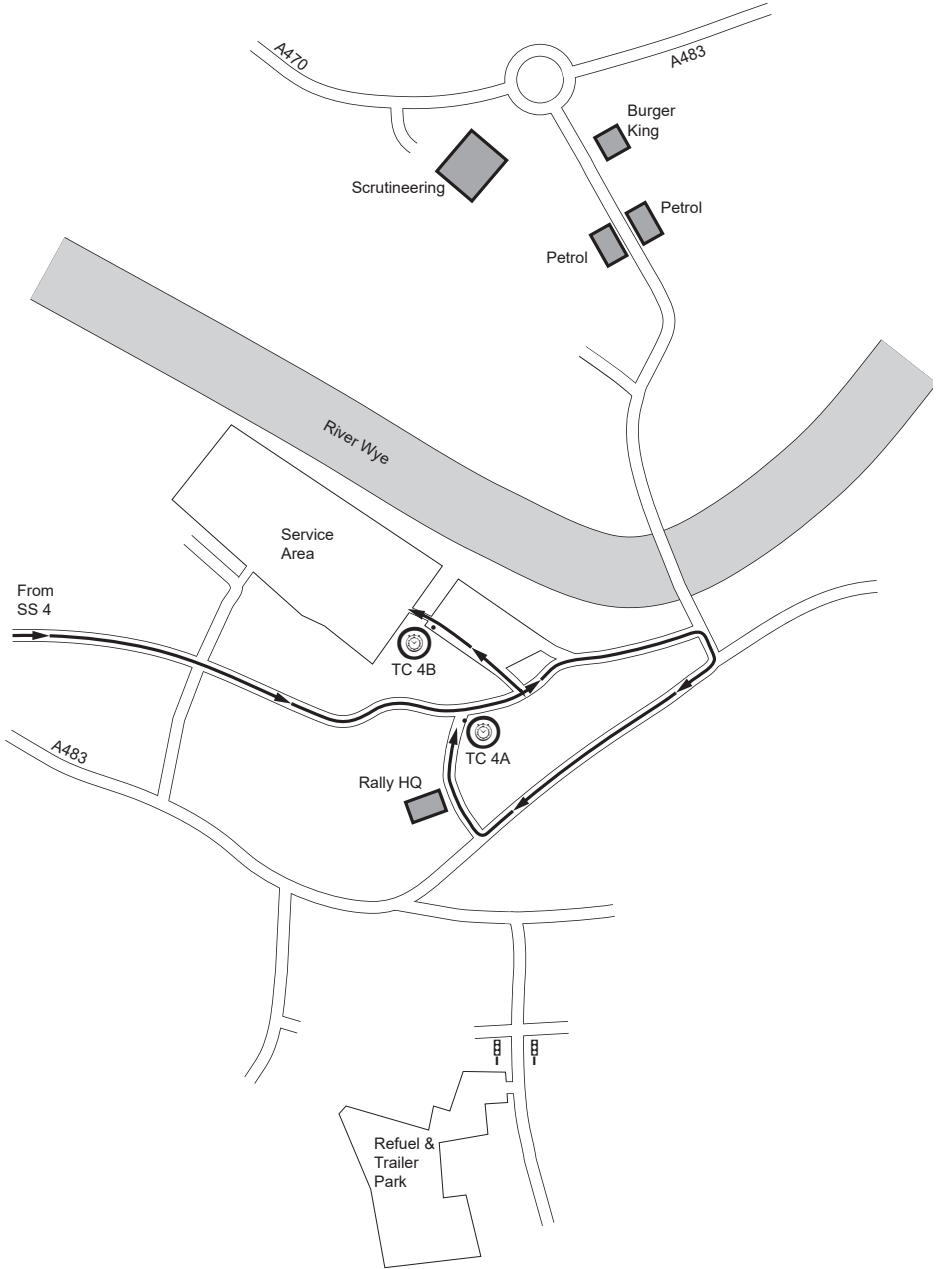 A470
A483
Burger
King
Scrutineering
Petrol
Petrol
River Wye
Service
Area
From
SS 4
TC 4B
TC 4A
A483
Rally HQ
Refuel &
Trailer
Park